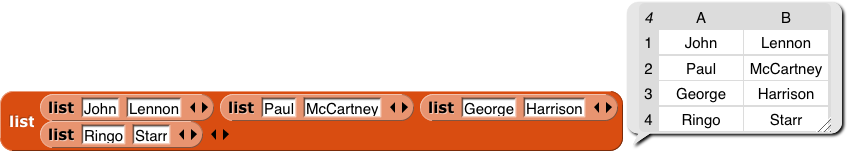 4 A B
1 John Lennon
2 Paul McCartney
3 George Harrison
4 Ringo Starr
list list John Lennon list Paul McCartney list George Harrison
list Ringo Starr